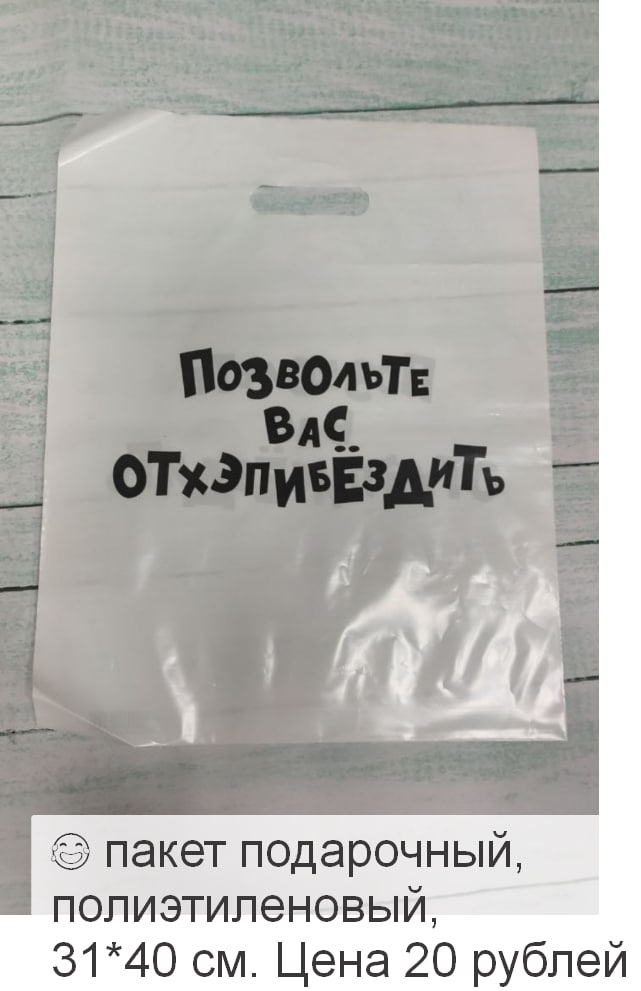 Позвольте
вас
отхэпибёздить
😂 пакет подарочный,
полиэтиленовый,
31*40 см. Цена 20 рублей